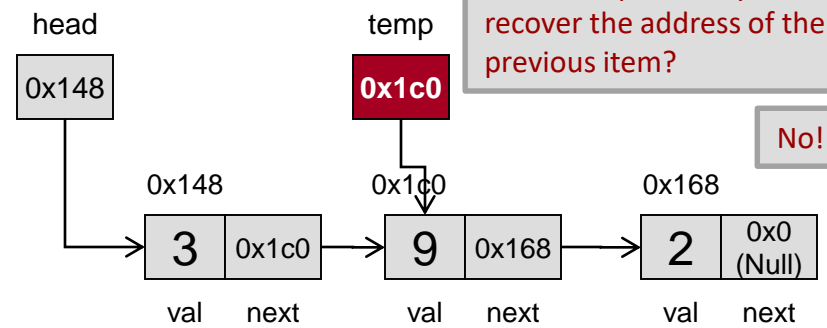 recover the address of the
previous item?
No!
head
temp
0x148
0x1c0
0x148
0x1c0
0x168
3
0x1c0
9
0x168
2
0x0
(Null)
val
next
val
next
val
next